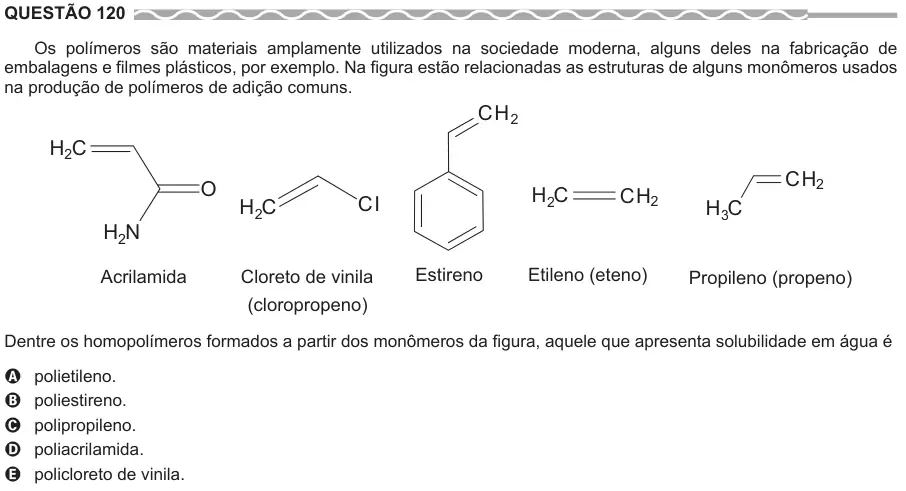 QUESTÃO 120
Os polímeros são materiais amplamente utilizados na sociedade moderna, alguns deles na fabricação de
embalagens e filmes plásticos, por exemplo. Na figura estão relacionadas as estruturas de alguns monômeros usados
na produção de polímeros de adição comuns.
H₂C
O
H₂N
Acrilamida
H₂C
Cl
Cloreto de vinila
(cloropropeno)
CH₂
Estireno
H₂C CH₂
Etileno (eteno)
CH₂
H₃C
Propileno (propeno)
Dentre os homopolímeros formados a partir dos monômeros da figura, aquele que apresenta solubilidade em água é
A polietileno.
B poliestireno.
C polipropileno.
D poliacrilamida.
E policloreto de vinila.